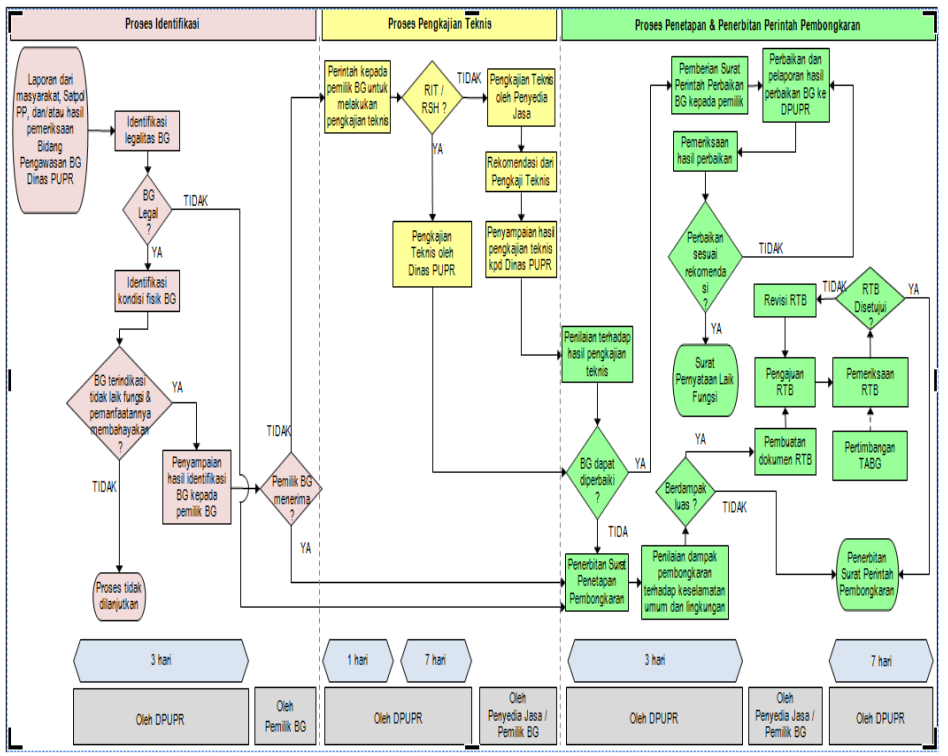 Proses Identifikasi
Proses Pengkajian Teknis
Proses Penetapan & Penerbitan Perintah Pembongkaran
Laporan dari
masyarakat, Satpol
PP, dan/atau hasil
pemeriksaan
Bidang
Pengawasan BG
Dinas PUPR
Identifikasi
legalitas BG
BG
Legal
?
TIDAK
YA
Identifikasi
kondisi fisik BG
BG terindikasi
tidak laik fungsi &
pemanfaatannya
membahayakan
?
YA
TIDAK
Penyampaian
hasil identifikasi
BG kepada
pemilik BG
Proses tidak
dilanjutkan
Pemilik BG
menerima
?
TIDAK
YA
Perintah kepada
pemilik BG untuk
melakukan
pengkajian teknis
RIT /
RSH ?
TIDAK
YA
Pengkajian Teknis
oleh Penyedia
Jasa
Rekomendasi dari
Pengkaji Teknis
Penyampaian hasil
pengkajian teknis
kpd Dinas PUPR
Pengkajian
Teknis oleh
Dinas PUPR
Penilaian terhadap
hasil pengkajian
teknis
BG dapat
diperbaiki
?
YA
TIDA
Penerbitan Surat
Penetapan
Pembongkaran
Pemberian Surat
Perintah Perbaikan
BG kepada pemilik
Perbaikan dan
pelaporan hasil
perbaikan BG ke
DPUPR
Pemeriksaan
hasil perbaikan
Perbaikan
sesuai
rekomenda
si
?
TIDAK
YA
Surat
Pernyataan Laik
Fungsi
Penilaian dampak
pembongkaran
terhadap keselamatan
umum dan lingkungan
Berdampak
luas ?
YA
TIDAK
Pembuatan
dokumen RTB
Pengajuan
RTB
Revisi RTB
Pemeriksaan
RTB
Pertimbangan
TABG
RTB
Disetujui
?
TIDAK
YA
Penerbitan
Surat Perintah
Pembongkaran
3 hari
1 hari
7 hari
3 hari
7 hari
Oleh DPUPR
Oleh
Pemilik BG
Oleh DPUPR
Oleh
Penyedia Jasa /
Pemilik BG
Oleh DPUPR
Oleh
Penyedia Jasa /
Pemilik BG
Oleh DPUPR